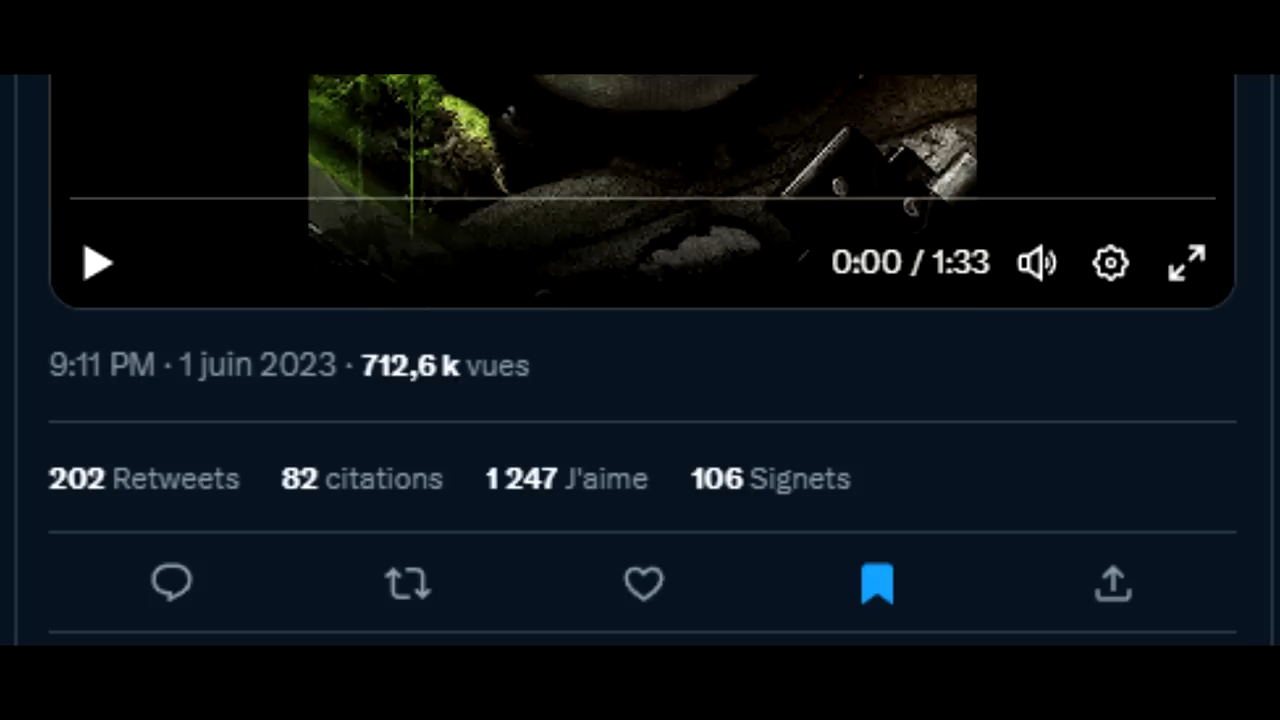 0:00 / 1:33
9:11 PM · 1 juin 2023 · 712,6 k vues
202 Retweets 82 citations 1 247 J'aime 106 Signets